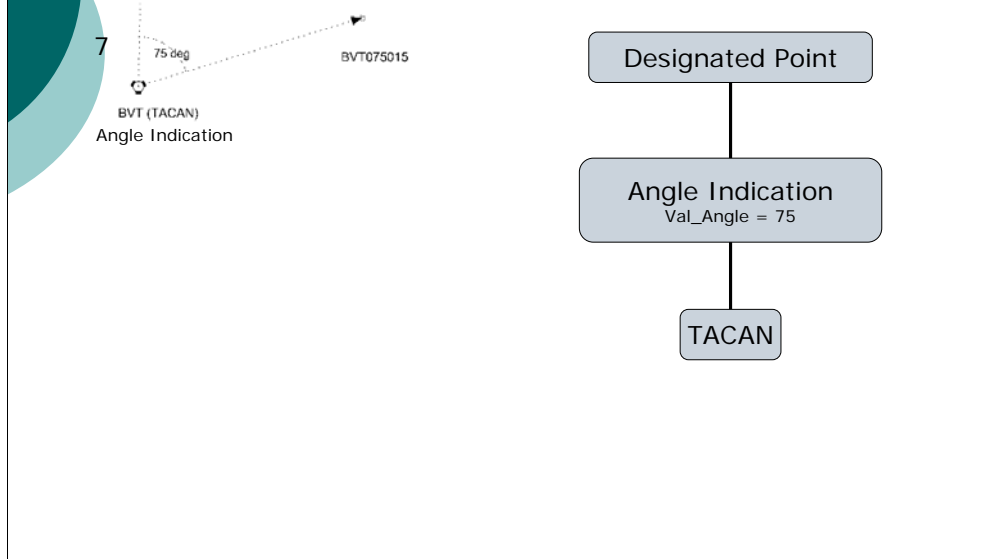 7
75 deg
BVT075015
BVT (TACAN)
Angle Indication
Designated Point
Angle Indication
Val_Angle = 75
TACAN